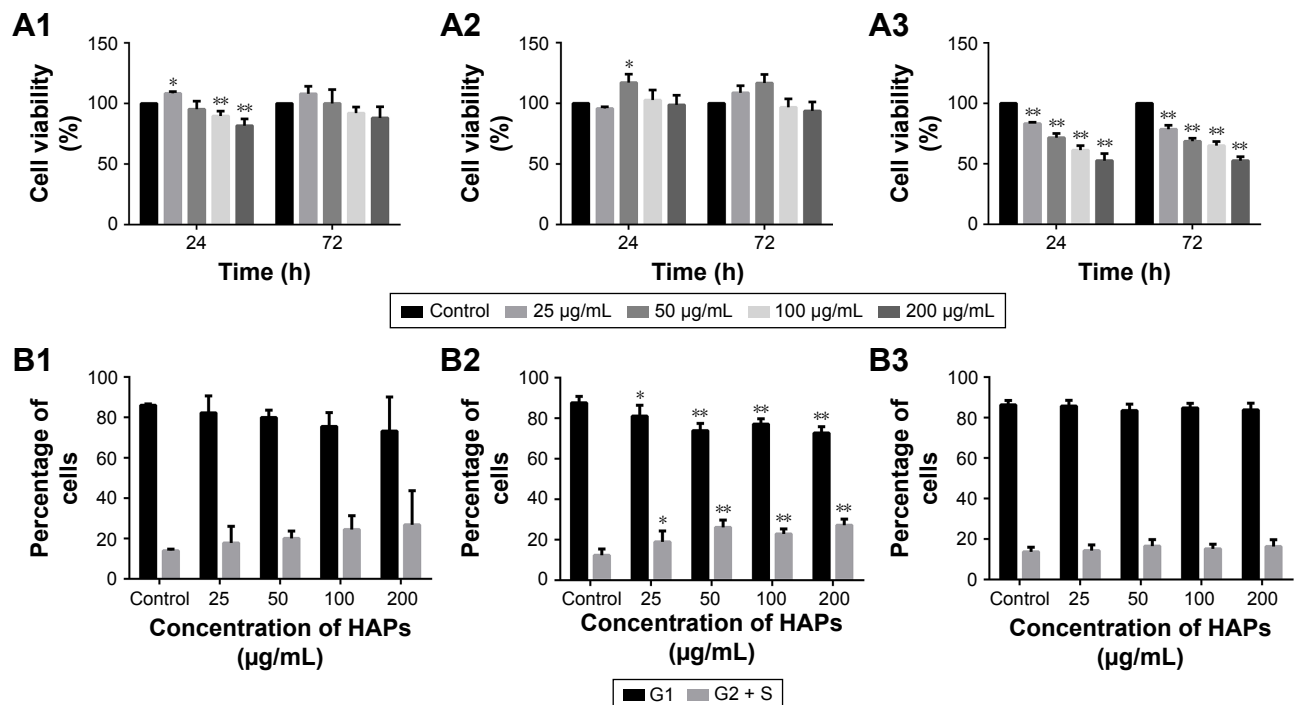 A1
A2
A3
Cell viability
(%)
150
100
50
0
*
**
**
24
72
Time (h)
Cell viability
(%)
150
100
50
0
*
24
72
Time (h)
Cell viability
(%)
150
100
50
0
**
**
**
**
**
**
**
**
24
72
Time (h)
Control 25 µg/mL 50 µg/mL 100 µg/mL 200 µg/mL
B1
B2
B3
Percentage of
cells
100
80
60
40
20
0
Control 25 50 100 200
Concentration of HAPs
(µg/mL)
Percentage of
cells
100
80
60
40
20
0
*
**
**
**
*
**
**
**
Control 25 50 100 200
Concentration of HAPs
(µg/mL)
Percentage of
cells
100
80
60
40
20
0
Control 25 50 100 200
Concentration of HAPs
(µg/mL)
G1 G2 + S